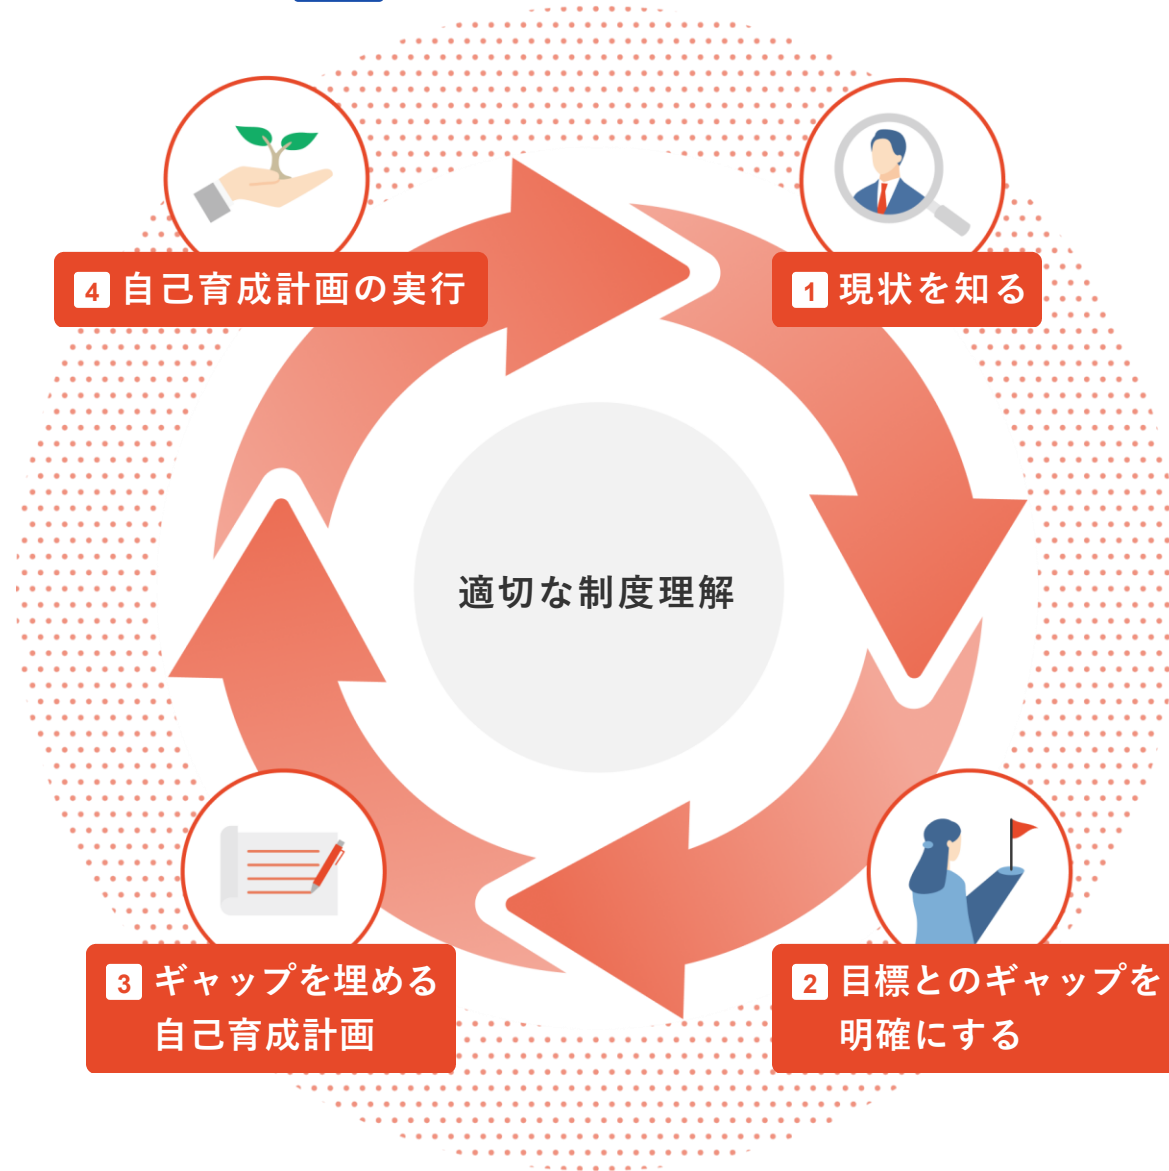 1 現状を知る
2 目標とのギャップを
明確にする
3 ギャップを埋める
自己育成計画
4 自己育成計画の実行
適切な制度理解